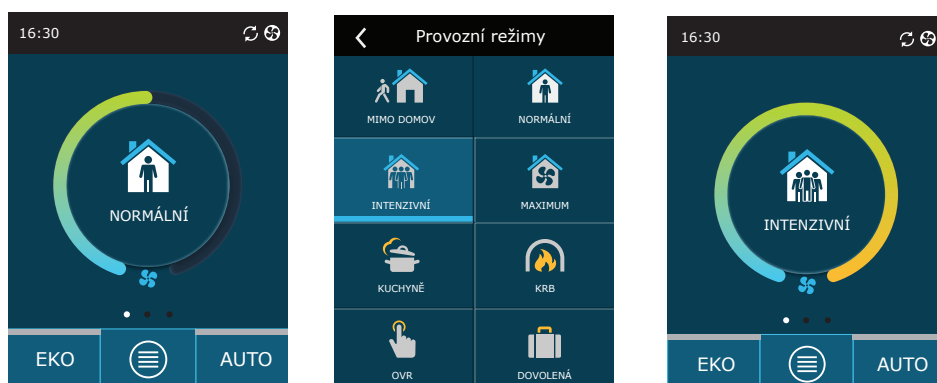 16:30
NORMÁLNÍ
EKO
AUTO
Provozní režimy
MIMO DOMOV
NORMÁLNÍ
INTENZIVNÍ
MAXIMUM
KUCHYNĚ
KRB
OVR
DOVOLENÁ
16:30
INTENZIVNÍ
EKO
AUTO